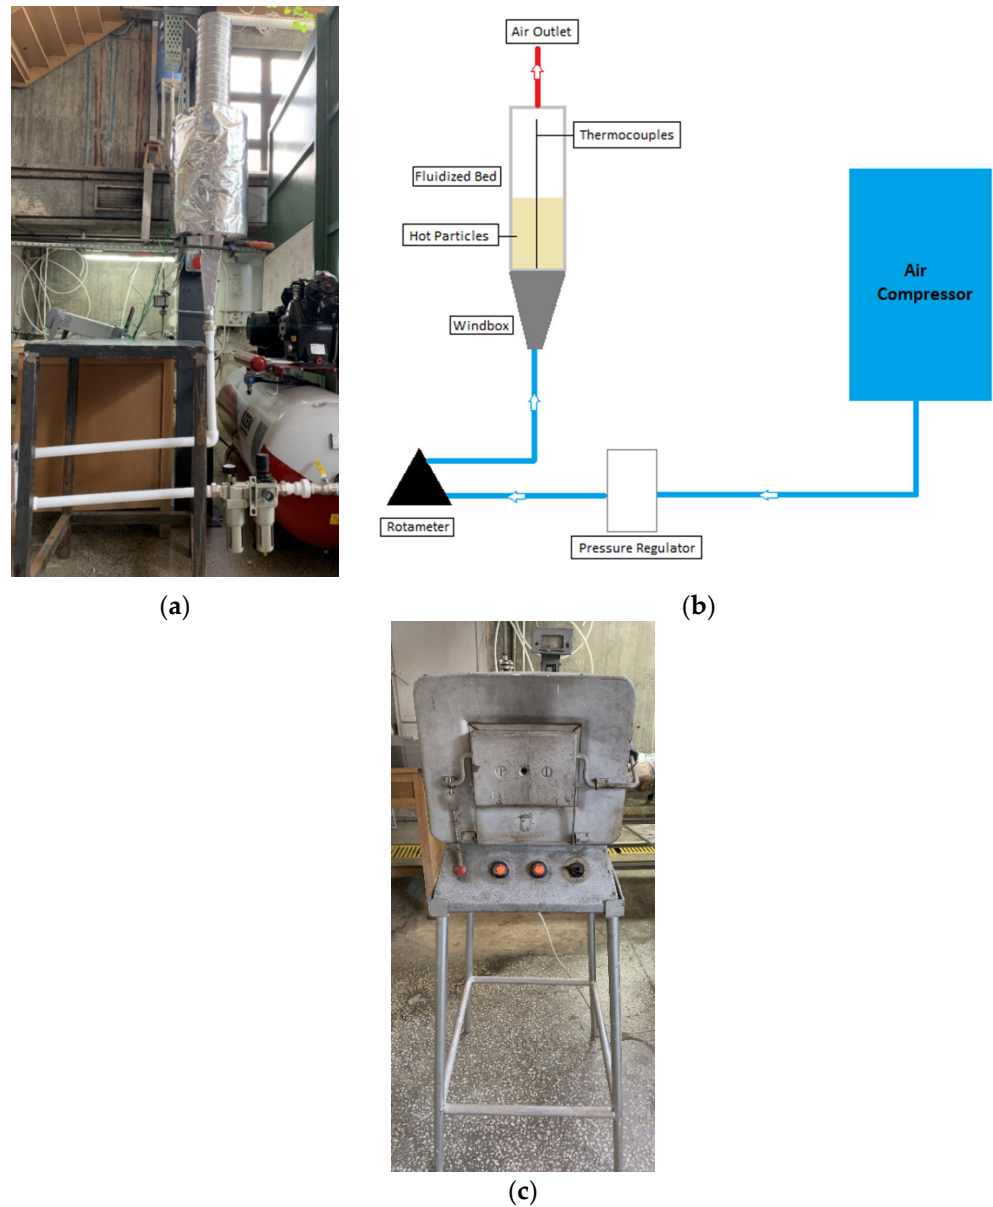 Air Outlet
Thermocouples
Fluidized Bed
Hot Particles
Air
Compressor
Windbox
Rotameter
Pressure Regulator
(a)
(b)
(c)